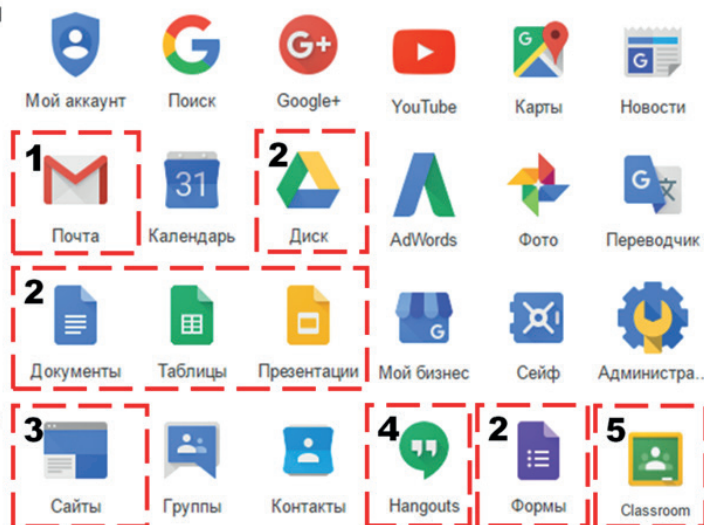 G+
G
Мой аккаунт Поиск Google+ YouTube Карты Новости
1 2
31
G
Почта Календарь Диск AdWords Фото Переводчик
2
G
Документы Таблицы Презентации Мой бизнес Сейф Администра...
3 4 2 5
Сайты Группы Контакты Hangouts Формы Classroom